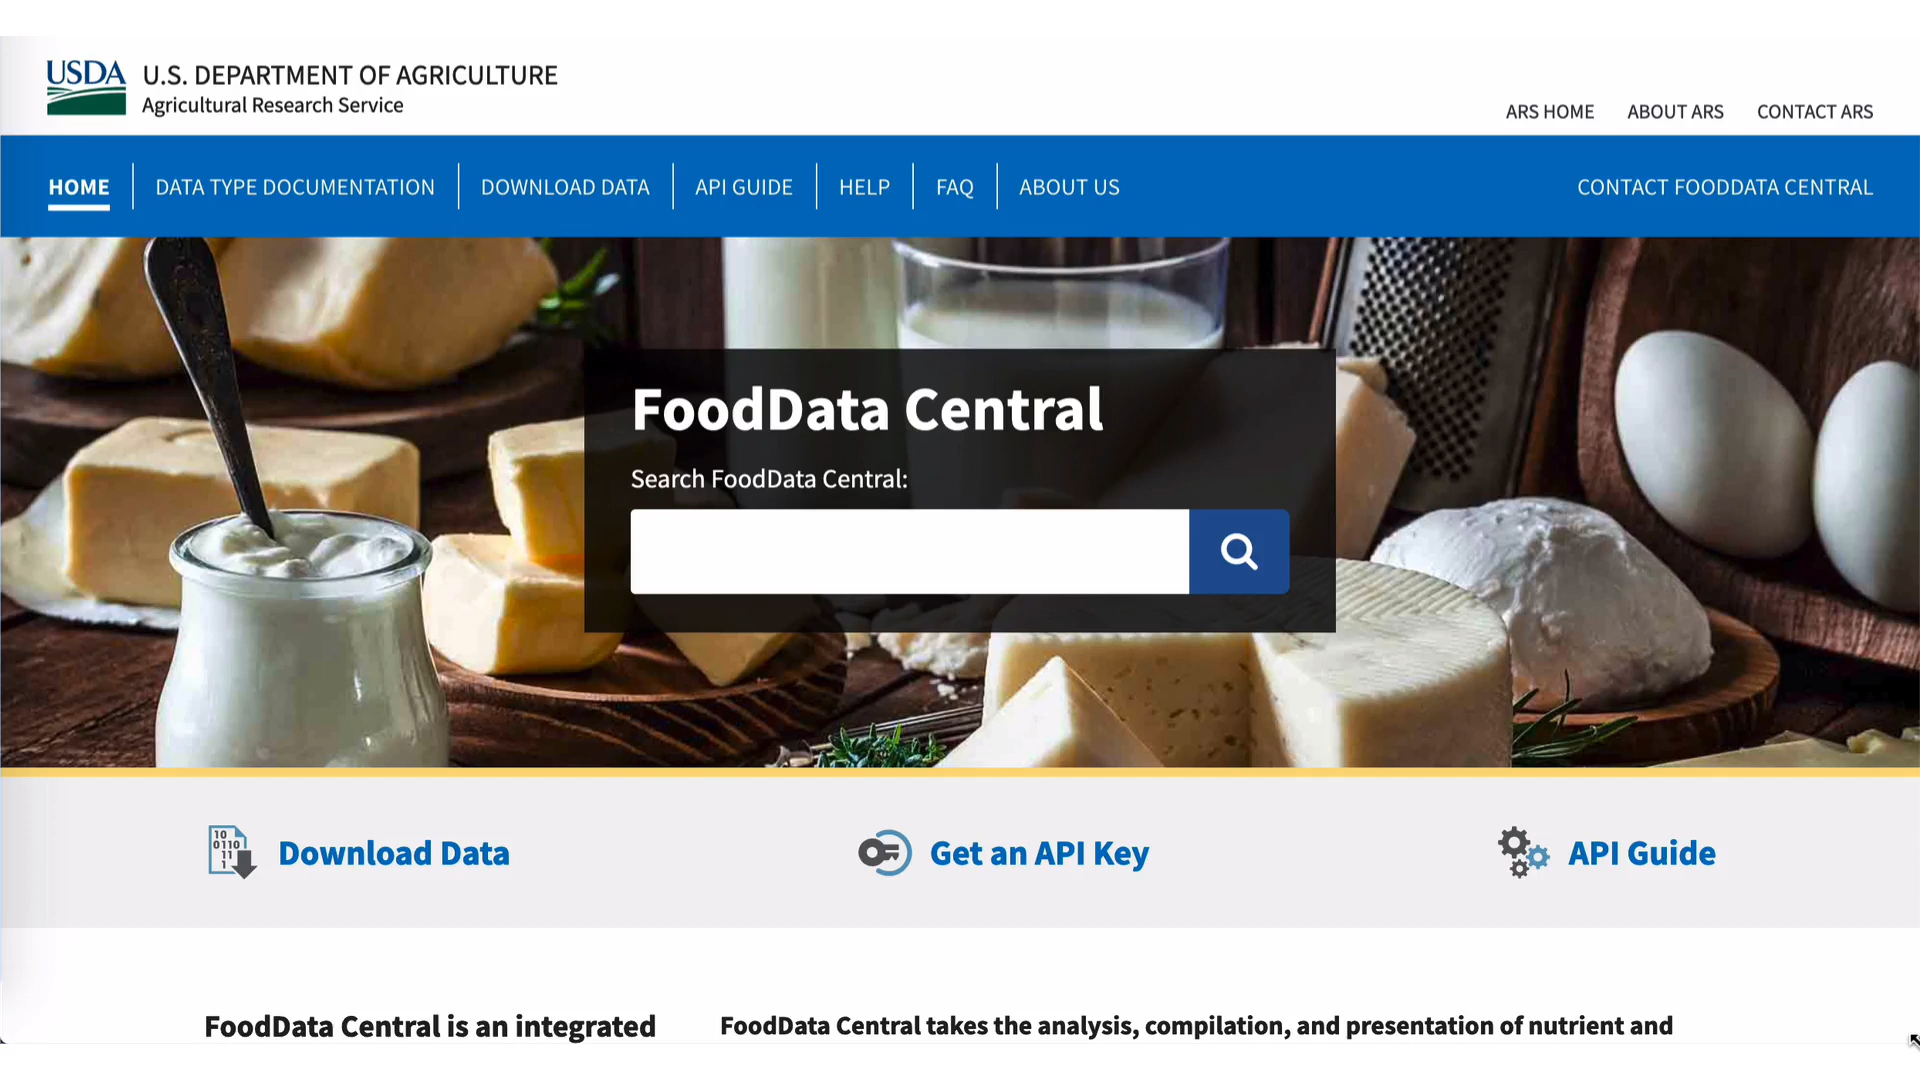 USDA
U.S. DEPARTMENT OF AGRICULTURE
Agricultural Research Service
ARS HOME ABOUT ARS CONTACT ARS
HOME DATA TYPE DOCUMENTATION DOWNLOAD DATA API GUIDE HELP FAQ ABOUT US CONTACT FOODDATA CENTRAL
FoodData Central
Search FoodData Central:
10
0110
11
1
Download Data Get an API Key API Guide
FoodData Central is an integrated
FoodData Central takes the analysis, compilation, and presentation of nutrient and